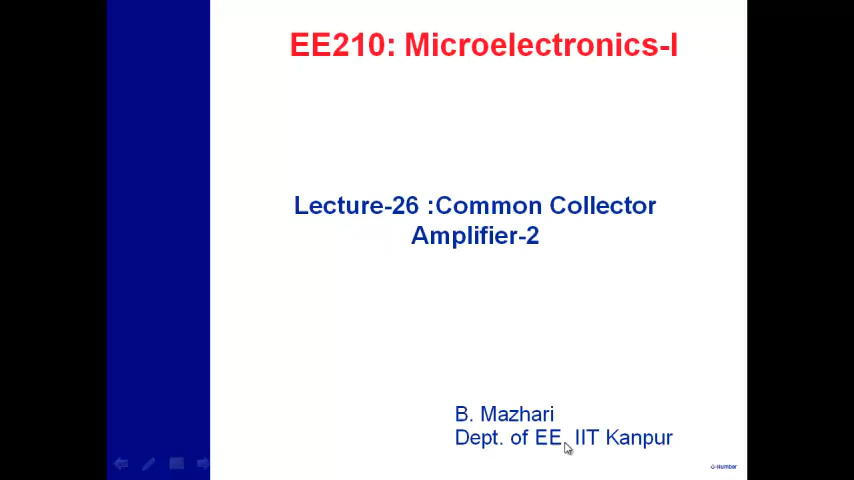 EE210: Microelectronics-I
Lecture-26 :Common Collector
Amplifier-2
B. Mazhari
Dept. of EE, IIT Kanpur